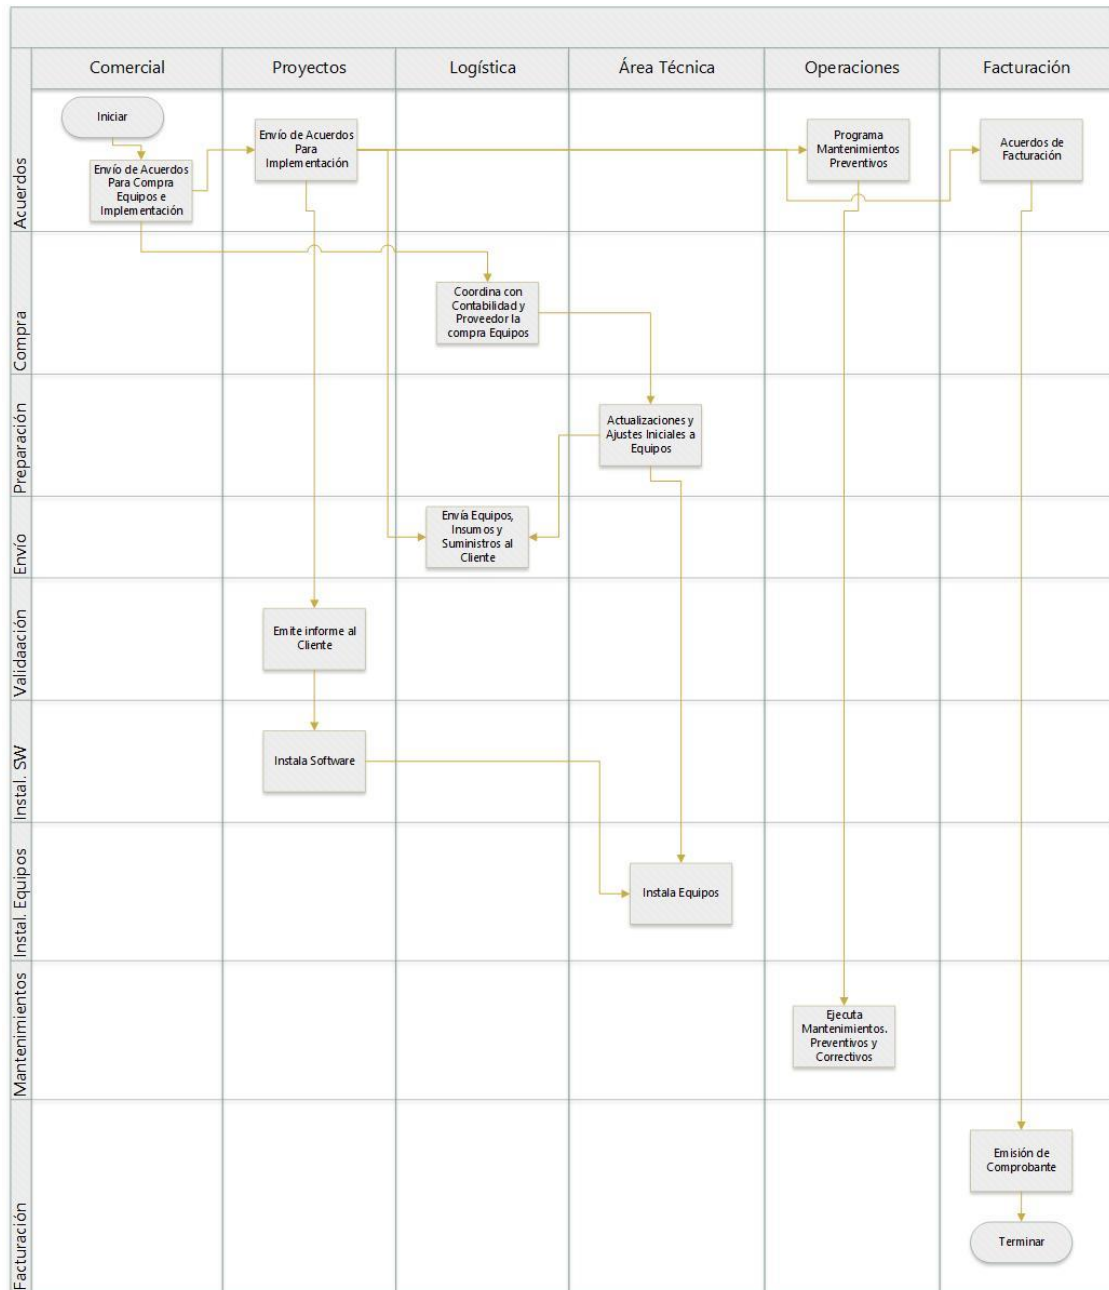 Comercial
Proyectos
Logística
Área Técnica
Operaciones
Facturación
Acuerdos
Iniciar
Envío de Acuerdos
Para Compra
Equipos e
Implementación
Envío de Acuerdos
Para
Implementación
Programa
Mantenimientos
Preventivos
Acuerdos de
Facturación
Compra
Coordina con
Contabilidad y
Proveedor la
compra Equipos
Preparación
Actualizaciones y
Ajustes Iniciales a
Equipos
Envío
Envía Equipos,
Insumos y
Suministros al
Cliente
Validaación
Emite informe al
Cliente
Instal. SW
Instala Software
Instal. Equipos
Instala Equipos
Mantenimientos
Ejecuta
Mantenimientos.
Preventivos y
Correctivos
Facturación
Emisión de
Comprobante
Terminar